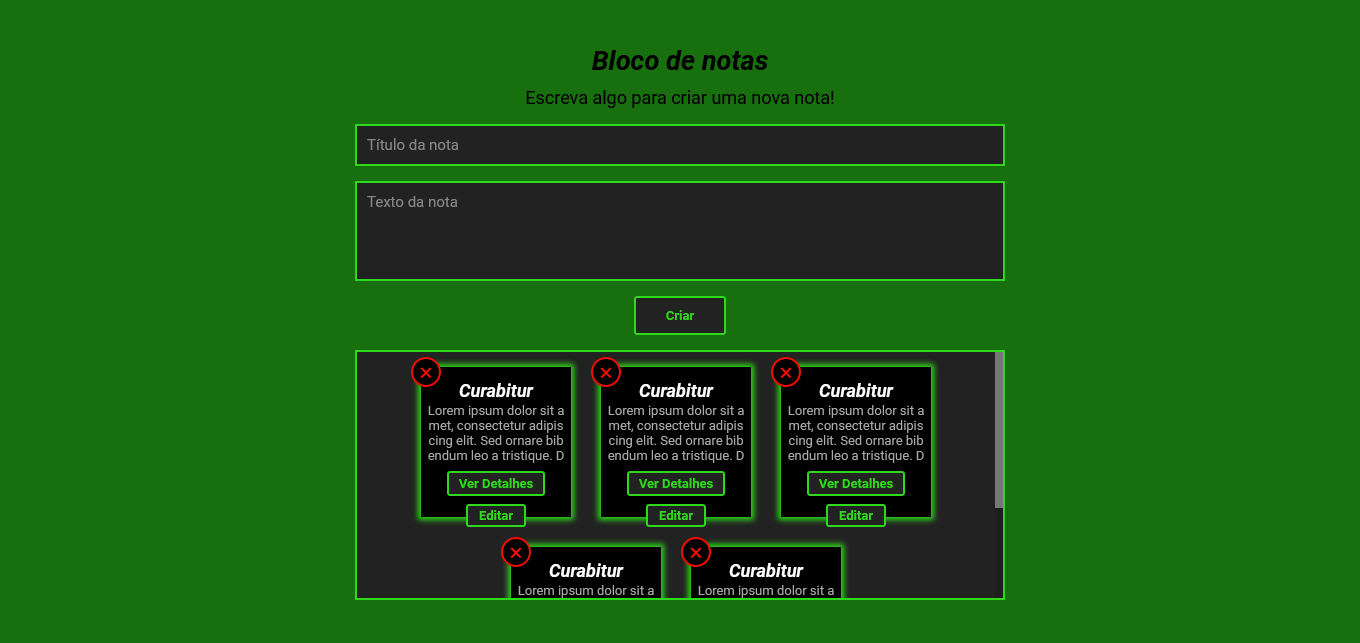 Bloco de notas
Escreva algo para criar uma nova nota!
Título da nota
Texto da nota
Criar
Curabitur
Lorem ipsum dolor sit a
met, consectetur adipis
cing elit. Sed ornare bib
endum leo a tristique. D
Ver Detalhes
Editar
Curabitur
Lorem ipsum dolor sit a
met, consectetur adipis
cing elit. Sed ornare bib
endum leo a tristique. D
Ver Detalhes
Editar
Curabitur
Lorem ipsum dolor sit a
met, consectetur adipis
cing elit. Sed ornare bib
endum leo a tristique. D
Ver Detalhes
Editar
Curabitur
Lorem ipsum dolor sit a
Curabitur
Lorem ipsum dolor sit a